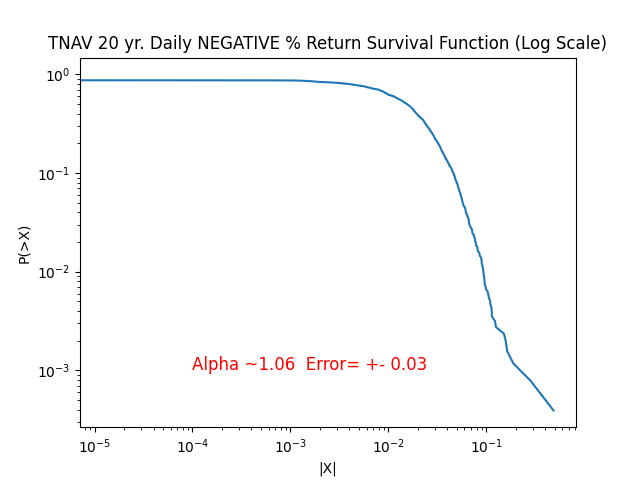 TNAV 20 yr. Daily NEGATIVE % Return Survival Function (Log Scale)
10⁰
10⁻¹
10⁻²
10⁻³
P(>X)
Alpha ~1.06  Error= +- 0.03
10⁻⁵ 10⁻⁴ 10⁻³ 10⁻² 10⁻¹
|X|